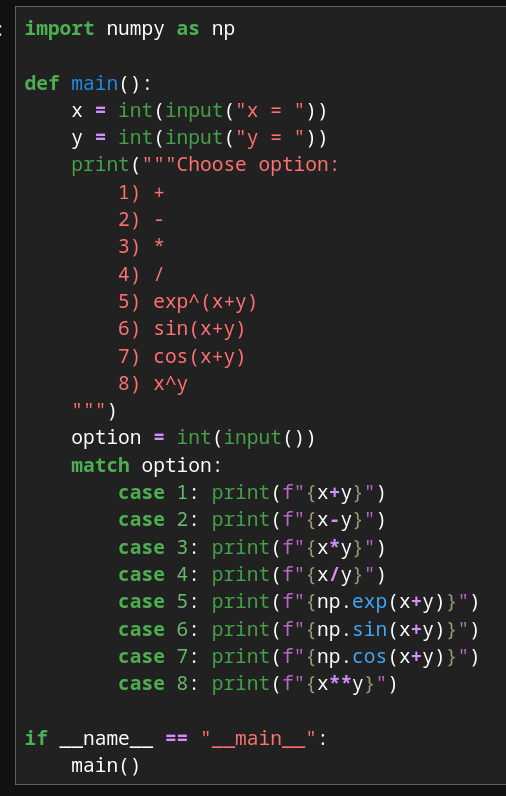 :
import numpy as np
def main():
    x = int(input("x = "))
    y = int(input("y = "))
    print("""Choose option:
        1) +
        2) -
        3) *
        4) /
        5) exp^(x+y)
        6) sin(x+y)
        7) cos(x+y)
        8) x^y
    """)
    option = int(input())
    match option:
        case 1: print(f"{x+y}")
        case 2: print(f"{x-y}")
        case 3: print(f"{x*y}")
        case 4: print(f"{x/y}")
        case 5: print(f"{np.exp(x+y)}")
        case 6: print(f"{np.sin(x+y)}")
        case 7: print(f"{np.cos(x+y)}")
        case 8: print(f"{x**y}")
if __name__ == "__main__":
    main()